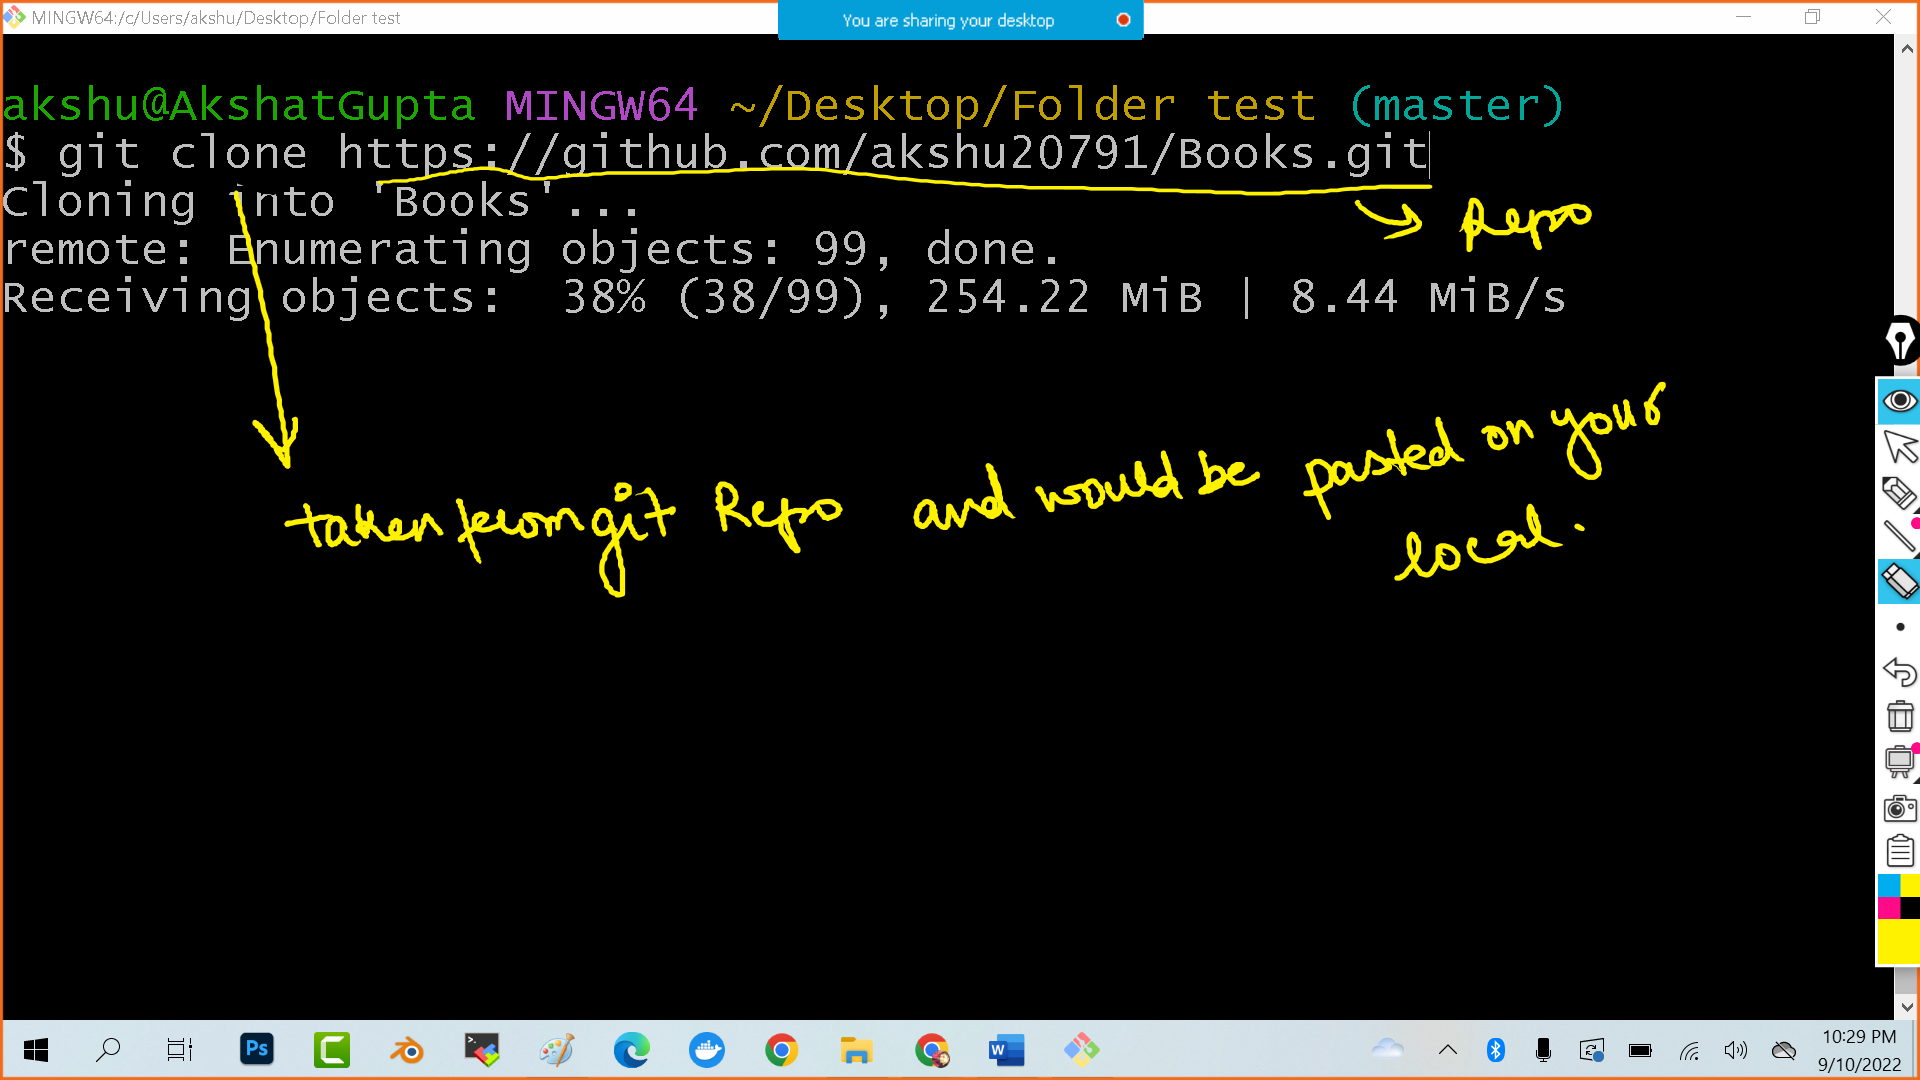 MINGW64:/c/Users/akshu/Desktop/Folder test
You are sharing your desktop
akshu@AkshatGupta MINGW64 ~/Desktop/Folder test (master)
$ git clone https://github.com/akshu20791/Books.git
Cloning into 'Books'...
Repo
remote: Enumerating objects: 99, done.
Receiving objects:  38% (38/99), 254.22 MiB | 8.44 MiB/s
taken from git Repo and would be pasted on your
local.
Ps
C
W
10:29 PM
9/10/2022